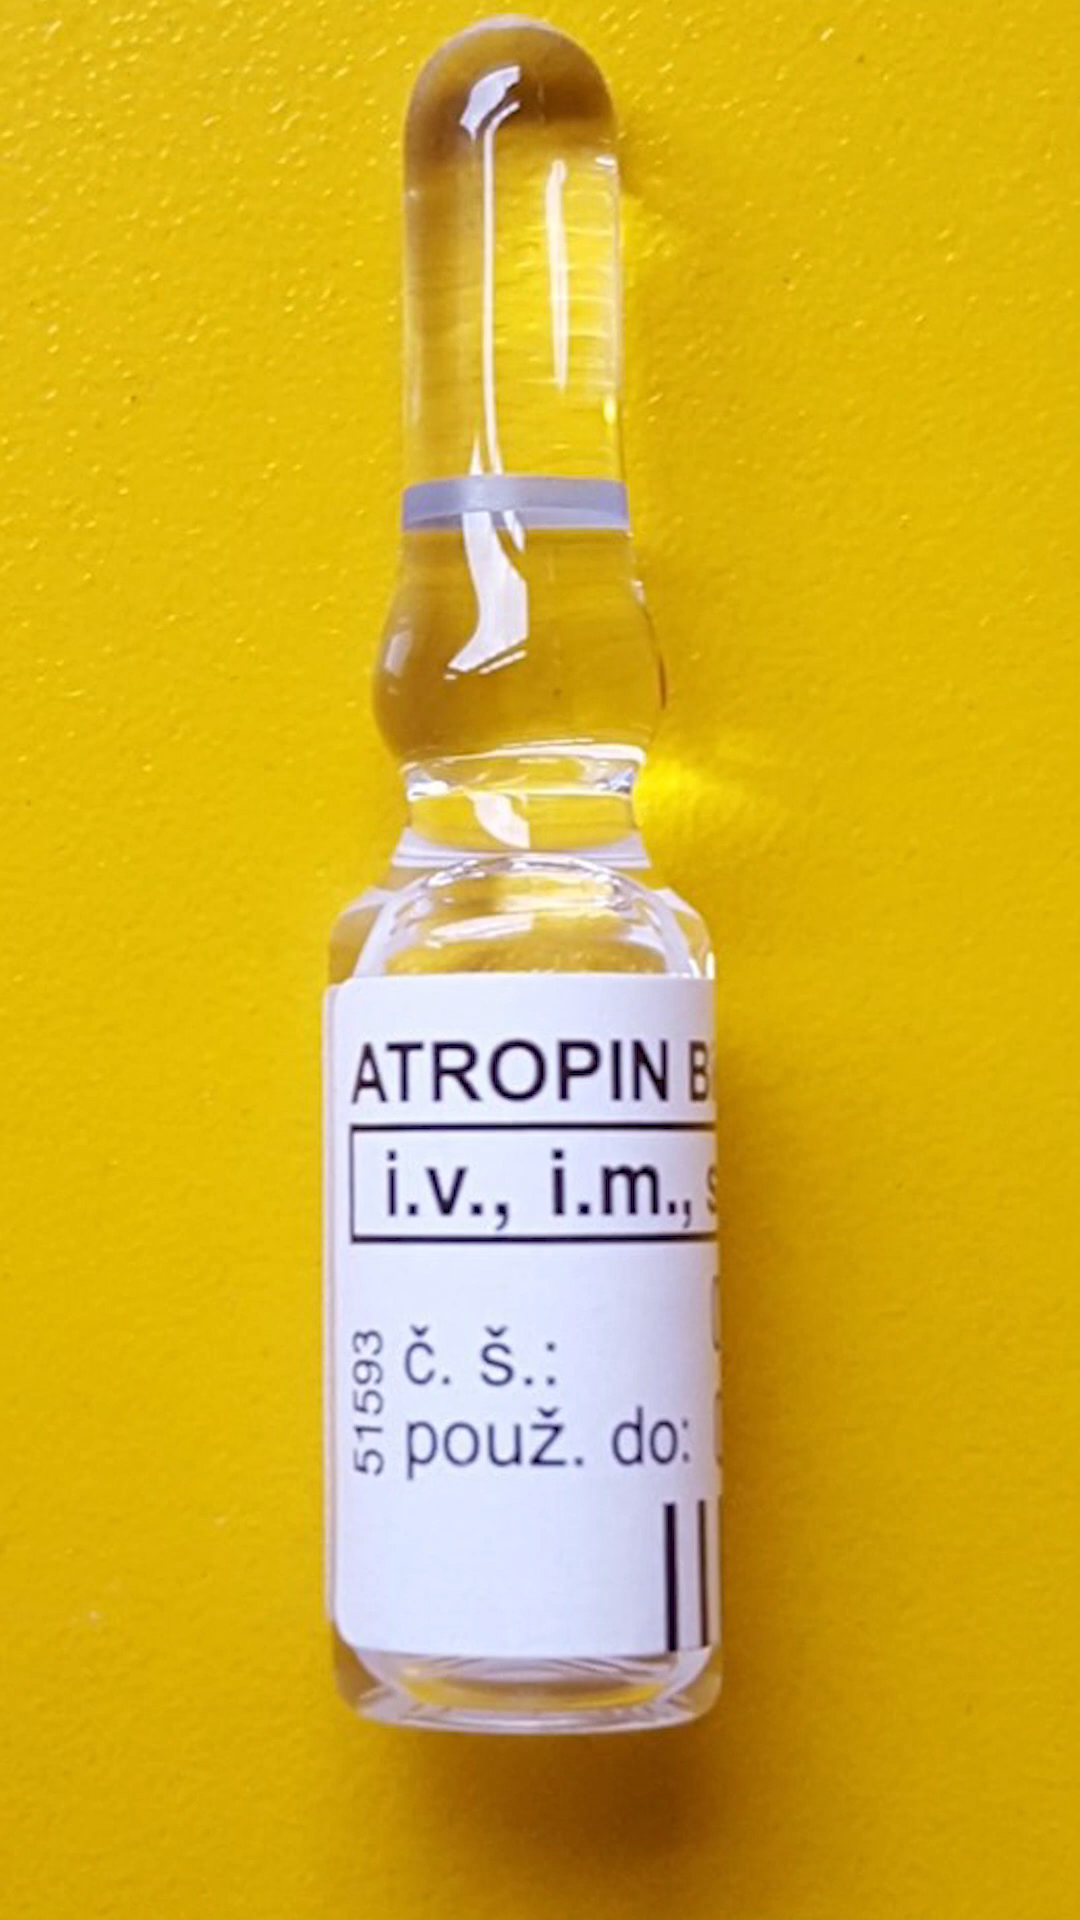 ATROPIN B
i.v., i.m., s
51593
č. š.:
použ. do: